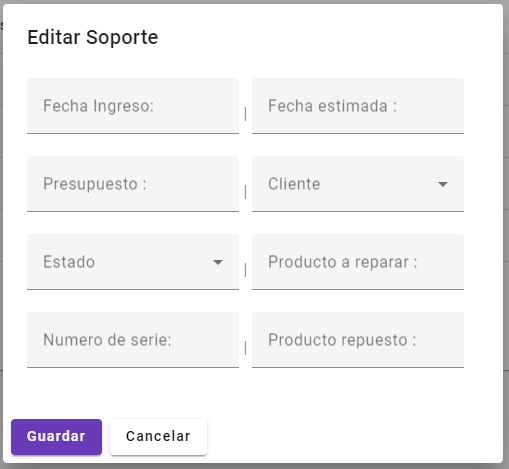 Editar Soporte
Fecha Ingreso: | Fecha estimada :
Presupuesto : | Cliente
Estado | Producto a reparar :
Numero de serie: | Producto repuesto :
Guardar Cancelar